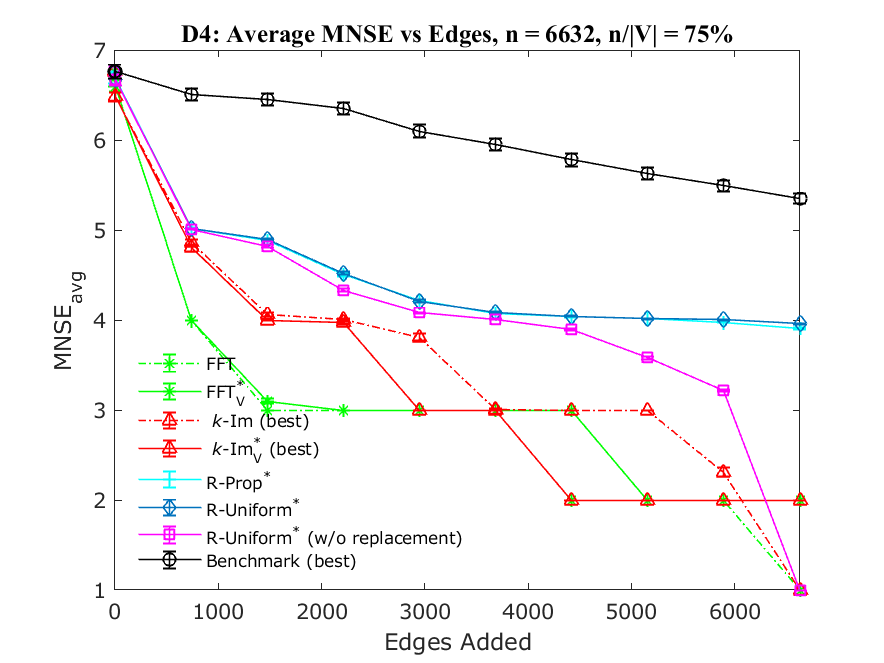 D4: Average MNSE vs Edges, n = 6632, n/|V| = 75%
7
6
5
4
3
2
1
MNSE_avg
FFT
FFT*_V
k-Im (best)
k-Im*_V (best)
R-Prop*
R-Uniform*
R-Uniform* (w/o replacement)
Benchmark (best)
0 1000 2000 3000 4000 5000 6000
Edges Added